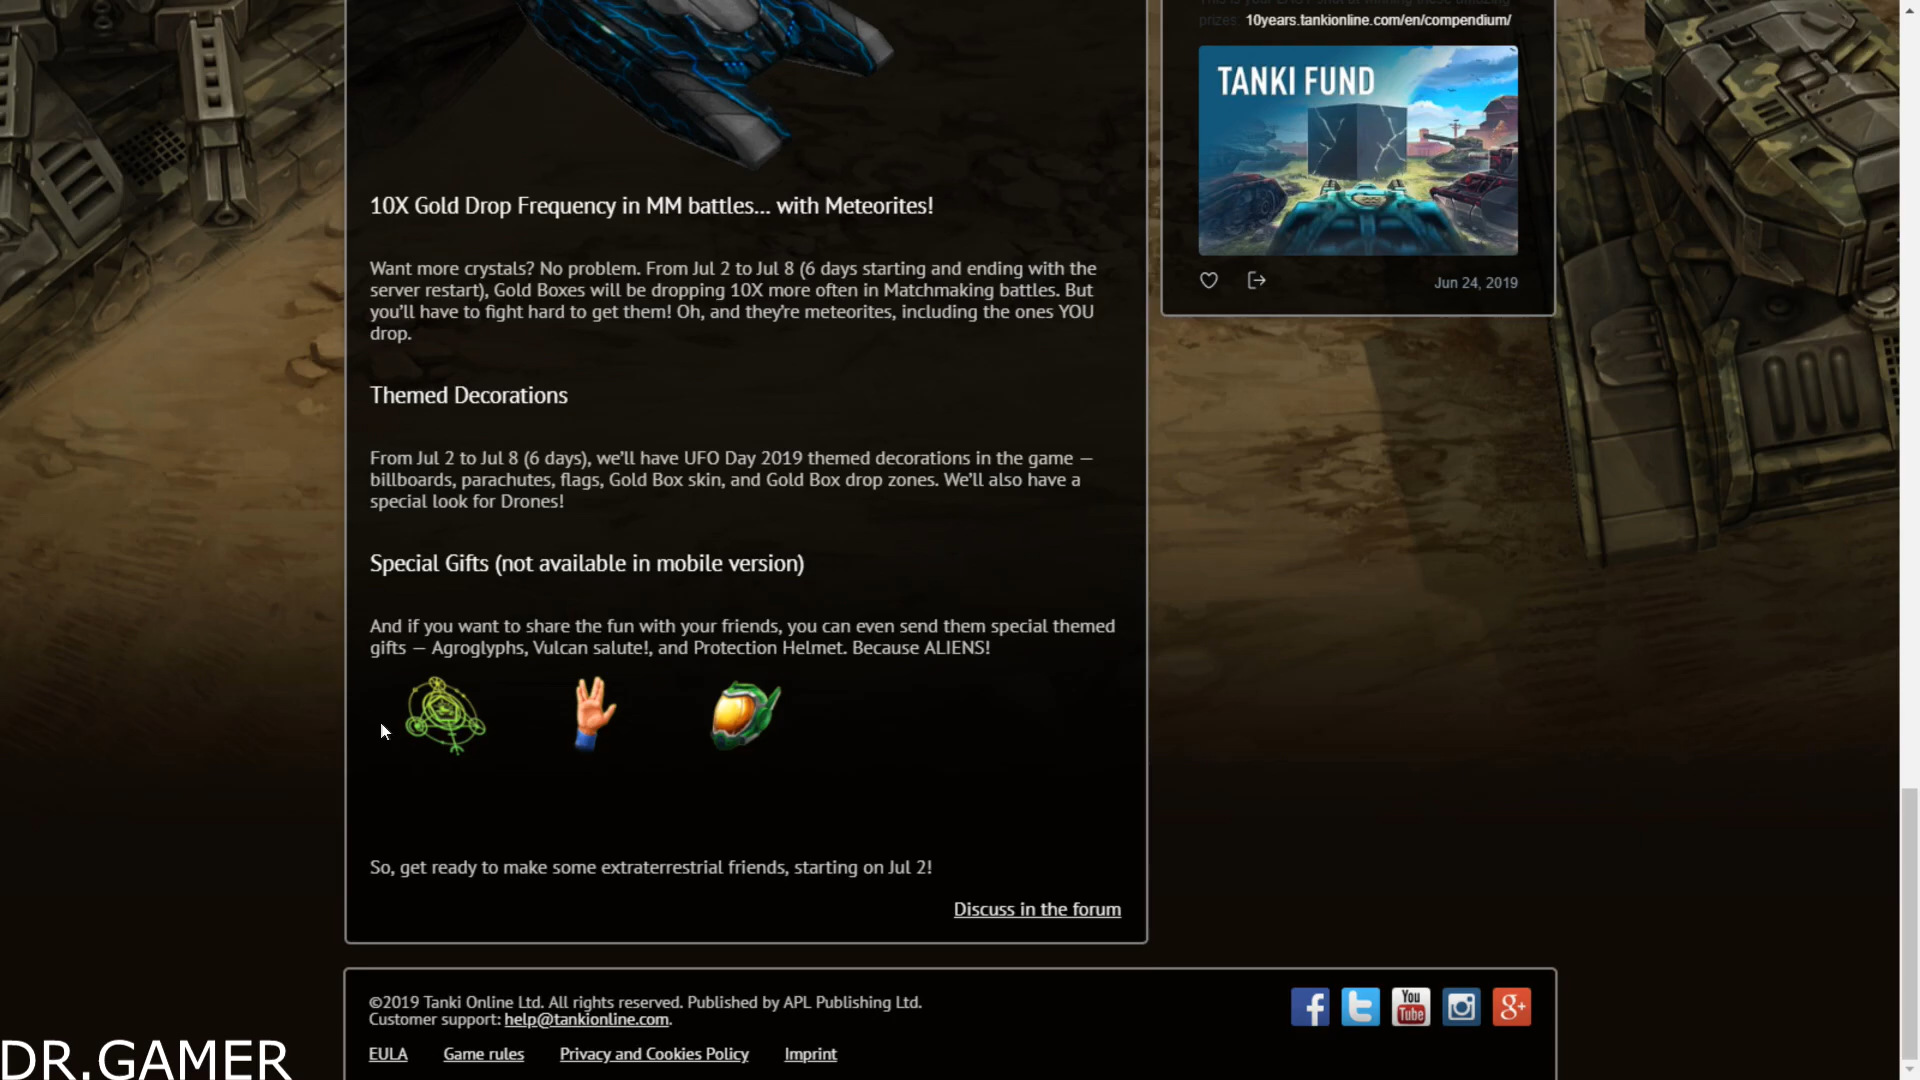 10X Gold Drop Frequency in MM battles... with Meteorites!
Want more crystals? No problem. From Jul 2 to Jul 8 (6 days starting and ending with the
server restart), Gold Boxes will be dropping 10X more often in Matchmaking battles. But
you’ll have to fight hard to get them! Oh, and they’re meteorites, including the ones YOU
drop.
Themed Decorations
From Jul 2 to Jul 8 (6 days), we’ll have UFO Day 2019 themed decorations in the game —
billboards, parachutes, flags, Gold Box skin, and Gold Box drop zones. We’ll also have a
special look for Drones!
Special Gifts (not available in mobile version)
And if you want to share the fun with your friends, you can even send them special themed
gifts — Agroglyphs, Vulcan salute!, and Protection Helmet. Because ALIENS!
So, get ready to make some extraterrestrial friends, starting on Jul 2!
Discuss in the forum
prizes: 10years.tankionline.com/en/compendium/
TANKI FUND
Jun 24, 2019
©2019 Tanki Online Ltd. All rights reserved. Published by APL Publishing Ltd.
Customer support: help@tankionline.com.
EULA Game rules Privacy and Cookies Policy Imprint
f t You Tube g+
DR.GAMER